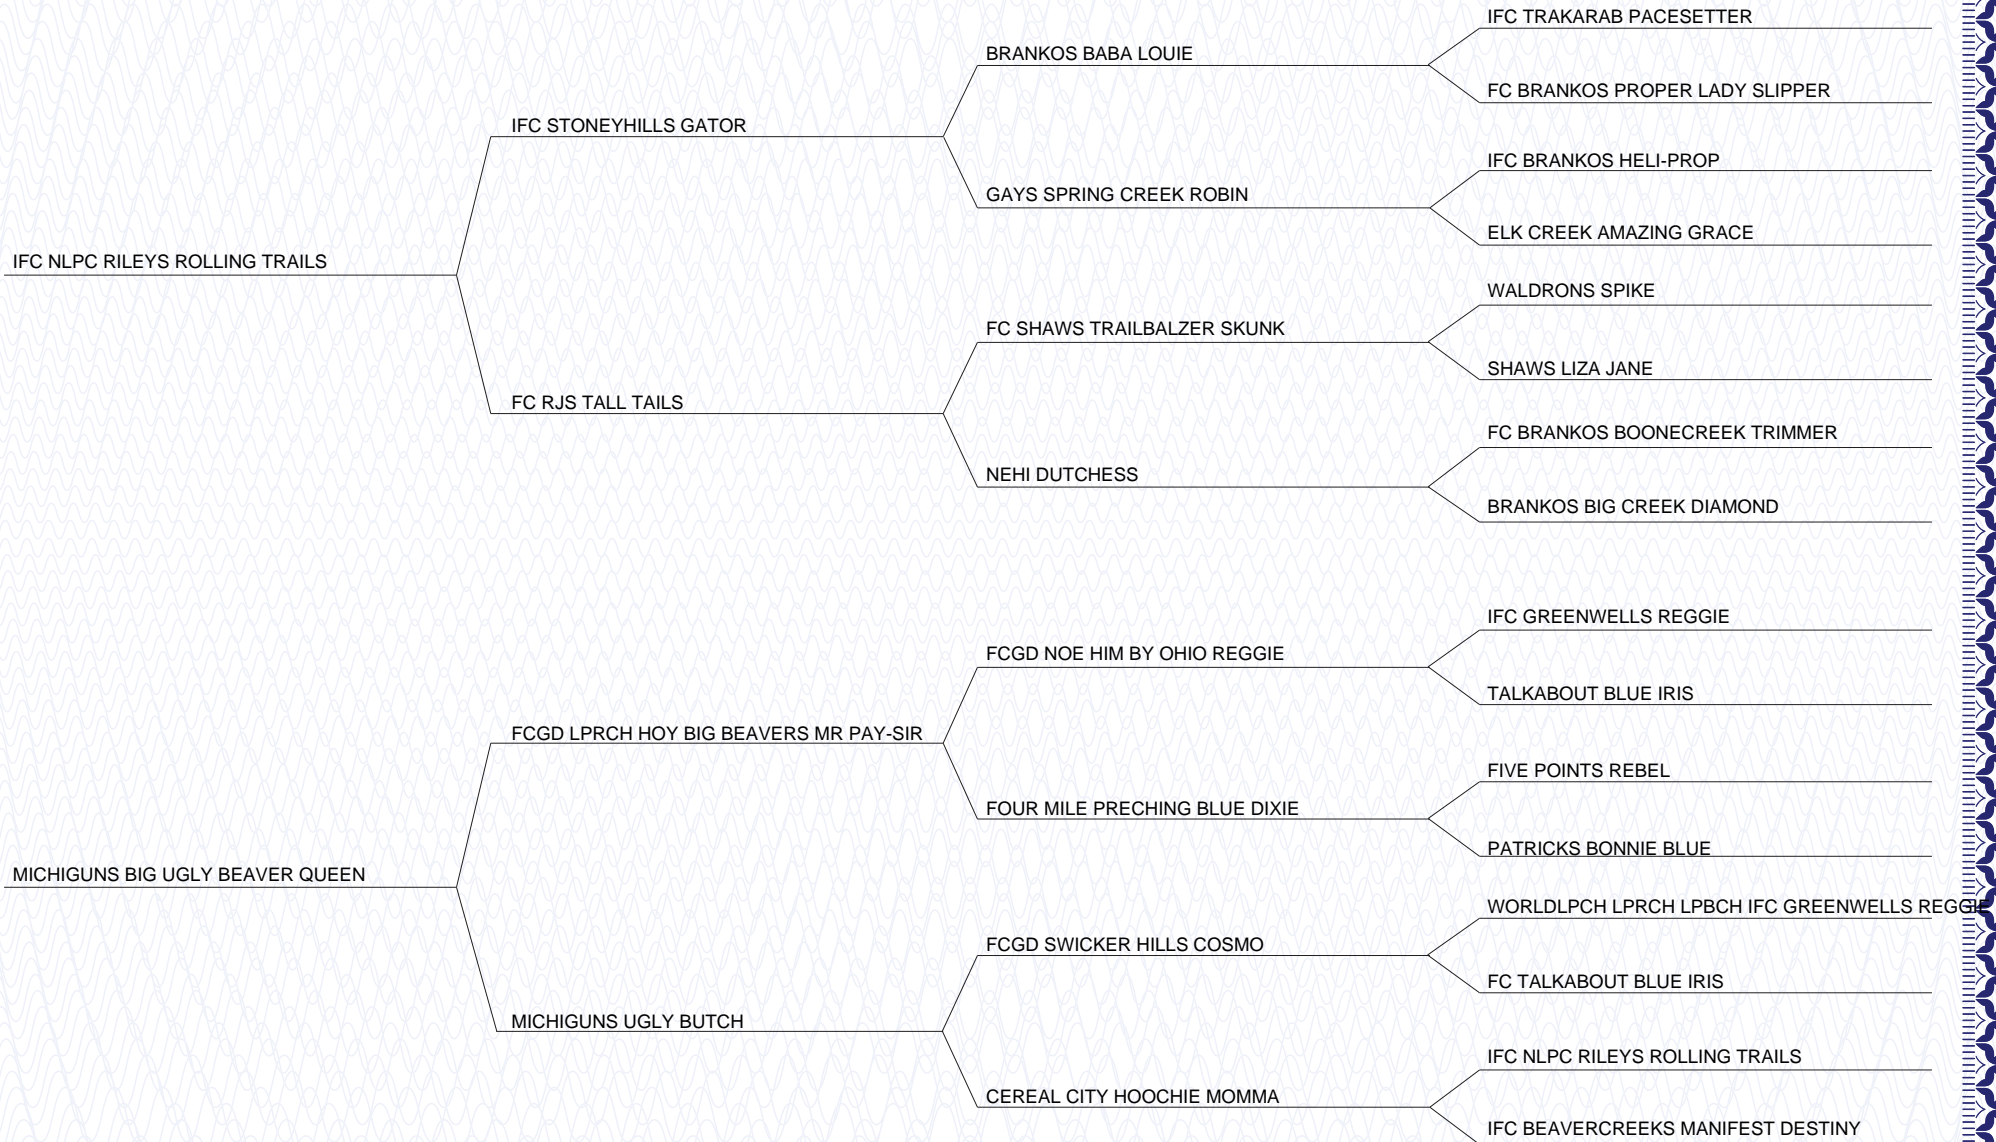 IFC TRAKARAB PACESETTER
BRANKOS BABA LOUIE
FC BRANKOS PROPER LADY SLIPPER
IFC STONEYHILLS GATOR
IFC BRANKOS HELI-PROP
GAYS SPRING CREEK ROBIN
ELK CREEK AMAZING GRACE
IFC NLPC RILEYS ROLLING TRAILS
WALDRONS SPIKE
FC SHAWS TRAILBALZER SKUNK
SHAWS LIZA JANE
FC RJS TALL TAILS
FC BRANKOS BOONECREEK TRIMMER
NEHI DUTCHESS
BRANKOS BIG CREEK DIAMOND
IFC GREENWELLS REGGIE
FCGD NOE HIM BY OHIO REGGIE
TALKABOUT BLUE IRIS
FCGD LPRCH HOY BIG BEAVERS MR PAY-SIR
FIVE POINTS REBEL
FOUR MILE PRECHING BLUE DIXIE
PATRICKS BONNIE BLUE
MICHIGUNS BIG UGLY BEAVER QUEEN
WORLDLPCH LPRCH LPBCH IFC GREENWELLS REGGIE
FCGD SWICKER HILLS COSMO
FC TALKABOUT BLUE IRIS
MICHIGUNS UGLY BUTCH
IFC NLPC RILEYS ROLLING TRAILS
CEREAL CITY HOOCHIE MOMMA
IFC BEAVERCREEKS MANIFEST DESTINY